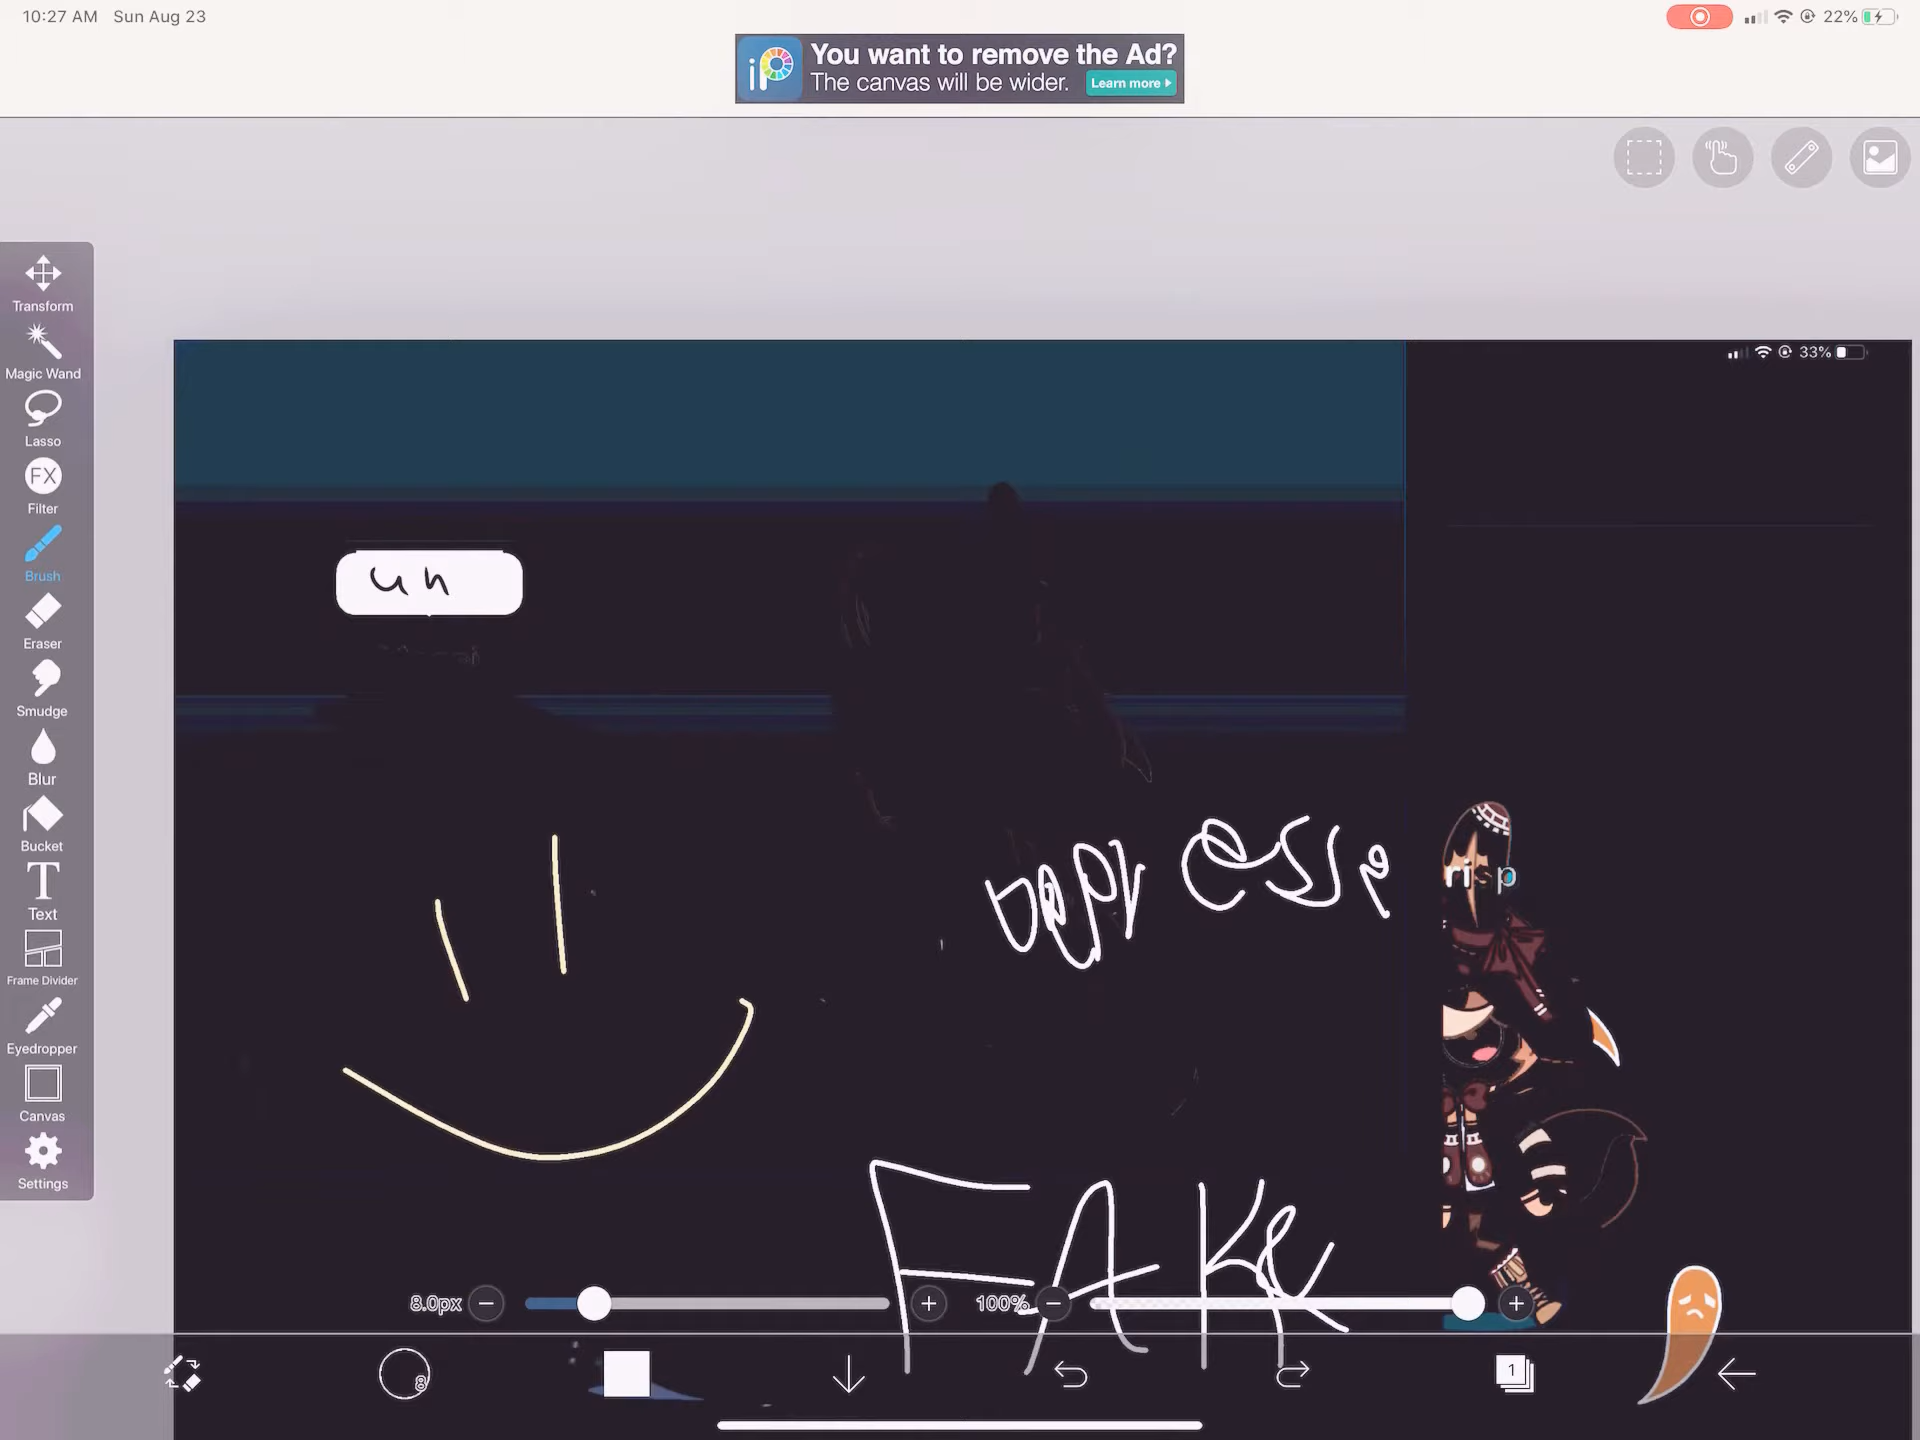 10:27 AM Sun Aug 23
22%
You want to remove the Ad?
The canvas will be wider.
Learn more
Transform
Magic Wand
Lasso
FX
Filter
Brush
Eraser
Smudge
Blur
Bucket
T
Text
Frame Divider
Eyedropper
Canvas
Settings
33%
un
FAKE
8.0px
100%
8
1